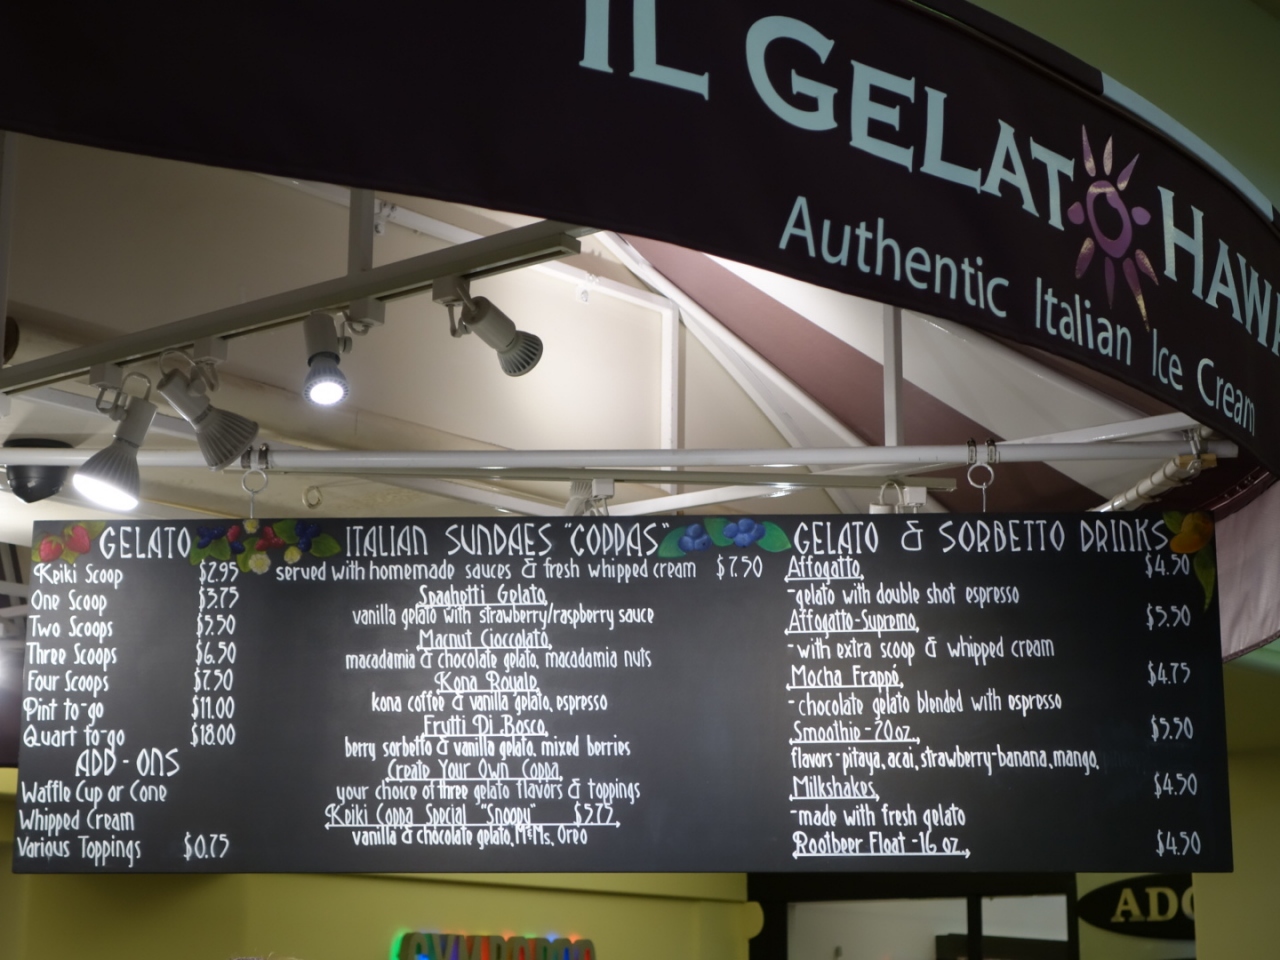 IL GELATO HAWA
Authentic Italian Ice Cream
GELATO
Keiki Scoop $2.95
One Scoop $3.75
Two Scoops $5.50
Three Scoops $6.50
Four Scoops $7.50
Pint to-go $11.00
Quart to-go $18.00
ADD-ONS
Waffle Cup or Cone
Whipped Cream
Various Toppings $0.75
ITALIAN SUNDAES "COPPAS"
served with homemade sauces & fresh whipped cream $7.50
Spaghetti Gelato
vanilla gelato with strawberry/raspberry sauce
Macnut Cioccolato
macadamia & chocolate gelato, macadamia nuts
Kona Royale
kona coffee & vanilla gelato, espresso
Frutti Di Bosco
berry sorbetto & vanilla gelato, mixed berries
Create Your Own Coppa
your choice of three gelato flavors & toppings
Keiki Coppa Special "Snoopy" $5.75
vanilla & chocolate gelato, M&Ms, Oreo
GELATO & SORBETTO DRINKS
Affogatto $4.50
-gelato with double shot espresso
Affogatto-Supremo $5.50
-with extra scoop & whipped cream
Mocha Frappé $4.75
-chocolate gelato blended with espresso
Smoothie-20oz. $5.50
flavors-pitaya, acai, strawberry-banana, mango,
Milkshakes $4.50
-made with fresh gelato
Rootbeer Float-16 oz. $4.50
ADO